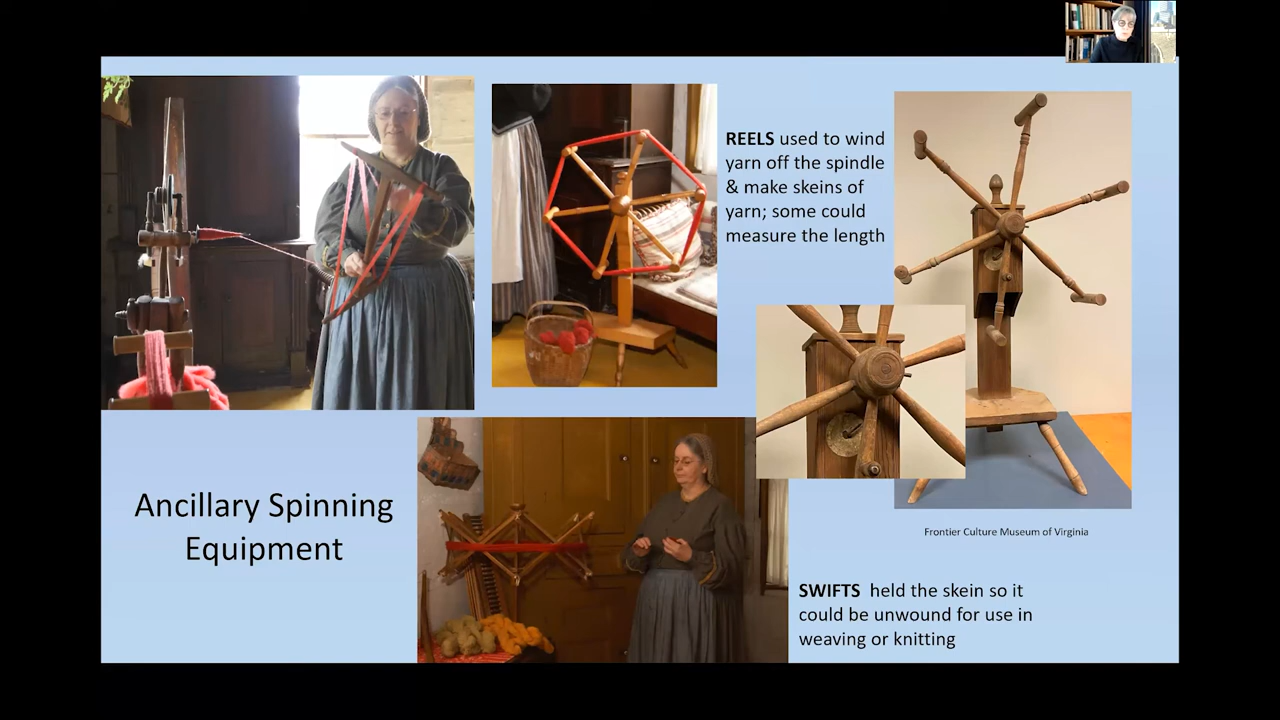 REELS used to wind
yarn off the spindle
& make skeins of
yarn; some could
measure the length
Ancillary Spinning
Equipment
Frontier Culture Museum of Virginia
SWIFTS held the skein so it
could be unwound for use in
weaving or knitting